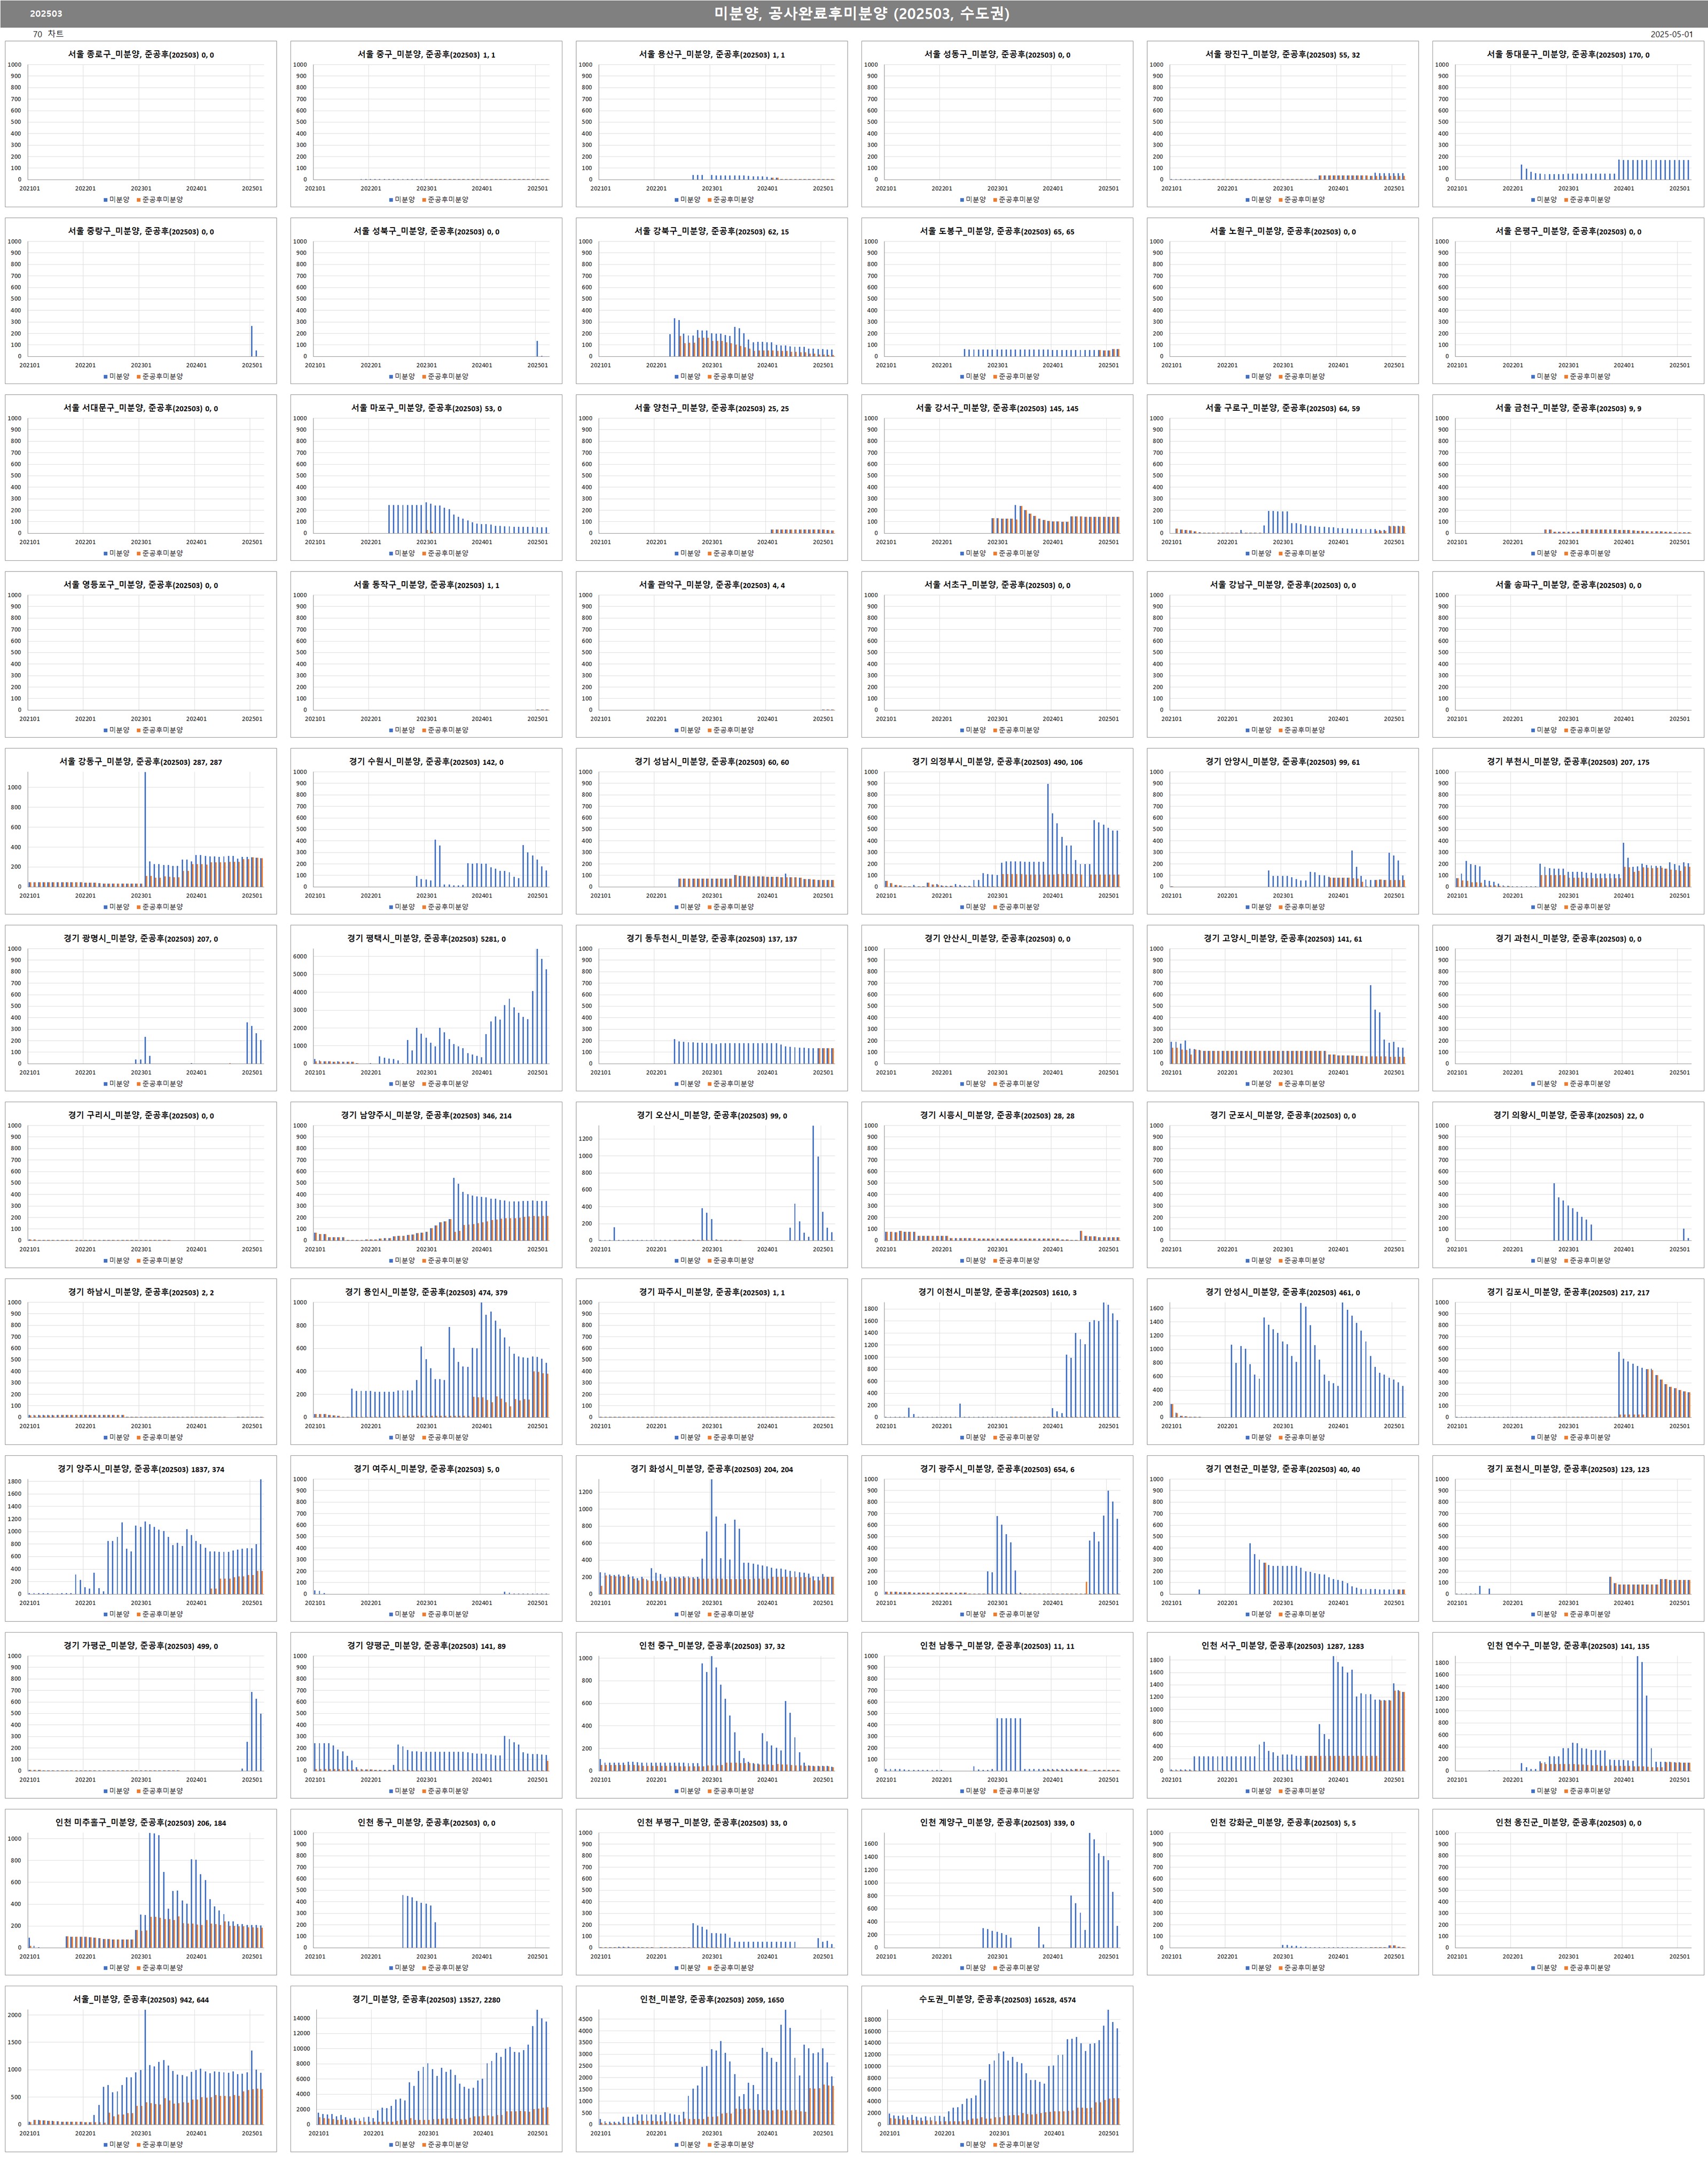 202503
미분양, 공사완료후미분양 (202503, 수도권)
70 차트
2025-05-01
서울 종로구_미분양, 준공후(202503) 0, 0
서울 중구_미분양, 준공후(202503) 1, 1
서울 용산구_미분양, 준공후(202503) 1, 1
서울 성동구_미분양, 준공후(202503) 0, 0
서울 광진구_미분양, 준공후(202503) 55, 32
서울 동대문구_미분양, 준공후(202503) 170, 0
1000
900
800
700
600
500
400
300
200
100
0
202101 202201 202301 202401 202501
■ 미분양 ■ 준공후미분양
서울 중랑구_미분양, 준공후(202503) 0, 0
서울 성북구_미분양, 준공후(202503) 0, 0
서울 강북구_미분양, 준공후(202503) 62, 15
서울 도봉구_미분양, 준공후(202503) 65, 65
서울 노원구_미분양, 준공후(202503) 0, 0
서울 은평구_미분양, 준공후(202503) 0, 0
서울 서대문구_미분양, 준공후(202503) 0, 0
서울 마포구_미분양, 준공후(202503) 53, 0
서울 양천구_미분양, 준공후(202503) 25, 25
서울 강서구_미분양, 준공후(202503) 145, 145
서울 구로구_미분양, 준공후(202503) 64, 59
서울 금천구_미분양, 준공후(202503) 9, 9
서울 영등포구_미분양, 준공후(202503) 0, 0
서울 동작구_미분양, 준공후(202503) 1, 1
서울 관악구_미분양, 준공후(202503) 4, 4
서울 서초구_미분양, 준공후(202503) 0, 0
서울 강남구_미분양, 준공후(202503) 0, 0
서울 송파구_미분양, 준공후(202503) 0, 0
서울 강동구_미분양, 준공후(202503) 287, 287
경기 수원시_미분양, 준공후(202503) 142, 0
경기 성남시_미분양, 준공후(202503) 60, 60
경기 의정부시_미분양, 준공후(202503) 490, 106
경기 안양시_미분양, 준공후(202503) 99, 61
경기 부천시_미분양, 준공후(202503) 207, 175
경기 광명시_미분양, 준공후(202503) 207, 0
경기 평택시_미분양, 준공후(202503) 5281, 0
경기 동두천시_미분양, 준공후(202503) 137, 137
경기 안산시_미분양, 준공후(202503) 0, 0
경기 고양시_미분양, 준공후(202503) 141, 61
경기 과천시_미분양, 준공후(202503) 0, 0
경기 구리시_미분양, 준공후(202503) 0, 0
경기 남양주시_미분양, 준공후(202503) 346, 214
경기 오산시_미분양, 준공후(202503) 99, 0
경기 시흥시_미분양, 준공후(202503) 28, 28
경기 군포시_미분양, 준공후(202503) 0, 0
경기 의왕시_미분양, 준공후(202503) 22, 0
경기 하남시_미분양, 준공후(202503) 2, 2
경기 용인시_미분양, 준공후(202503) 474, 379
경기 파주시_미분양, 준공후(202503) 1, 1
경기 이천시_미분양, 준공후(202503) 1610, 3
경기 안성시_미분양, 준공후(202503) 461, 0
경기 김포시_미분양, 준공후(202503) 217, 217
경기 양주시_미분양, 준공후(202503) 1837, 374
경기 여주시_미분양, 준공후(202503) 5, 0
경기 화성시_미분양, 준공후(202503) 204, 204
경기 광주시_미분양, 준공후(202503) 654, 6
경기 연천군_미분양, 준공후(202503) 40, 40
경기 포천시_미분양, 준공후(202503) 123, 123
경기 가평군_미분양, 준공후(202503) 499, 0
경기 양평군_미분양, 준공후(202503) 141, 89
인천 중구_미분양, 준공후(202503) 37, 32
인천 남동구_미분양, 준공후(202503) 11, 11
인천 서구_미분양, 준공후(202503) 1287, 1283
인천 연수구_미분양, 준공후(202503) 141, 135
인천 미추홀구_미분양, 준공후(202503) 206, 184
인천 동구_미분양, 준공후(202503) 0, 0
인천 부평구_미분양, 준공후(202503) 33, 0
인천 계양구_미분양, 준공후(202503) 339, 0
인천 강화군_미분양, 준공후(202503) 5, 5
인천 옹진군_미분양, 준공후(202503) 0, 0
서울_미분양, 준공후(202503) 942, 644
경기_미분양, 준공후(202503) 13527, 2280
인천_미분양, 준공후(202503) 2059, 1650
수도권_미분양, 준공후(202503) 16528, 4574